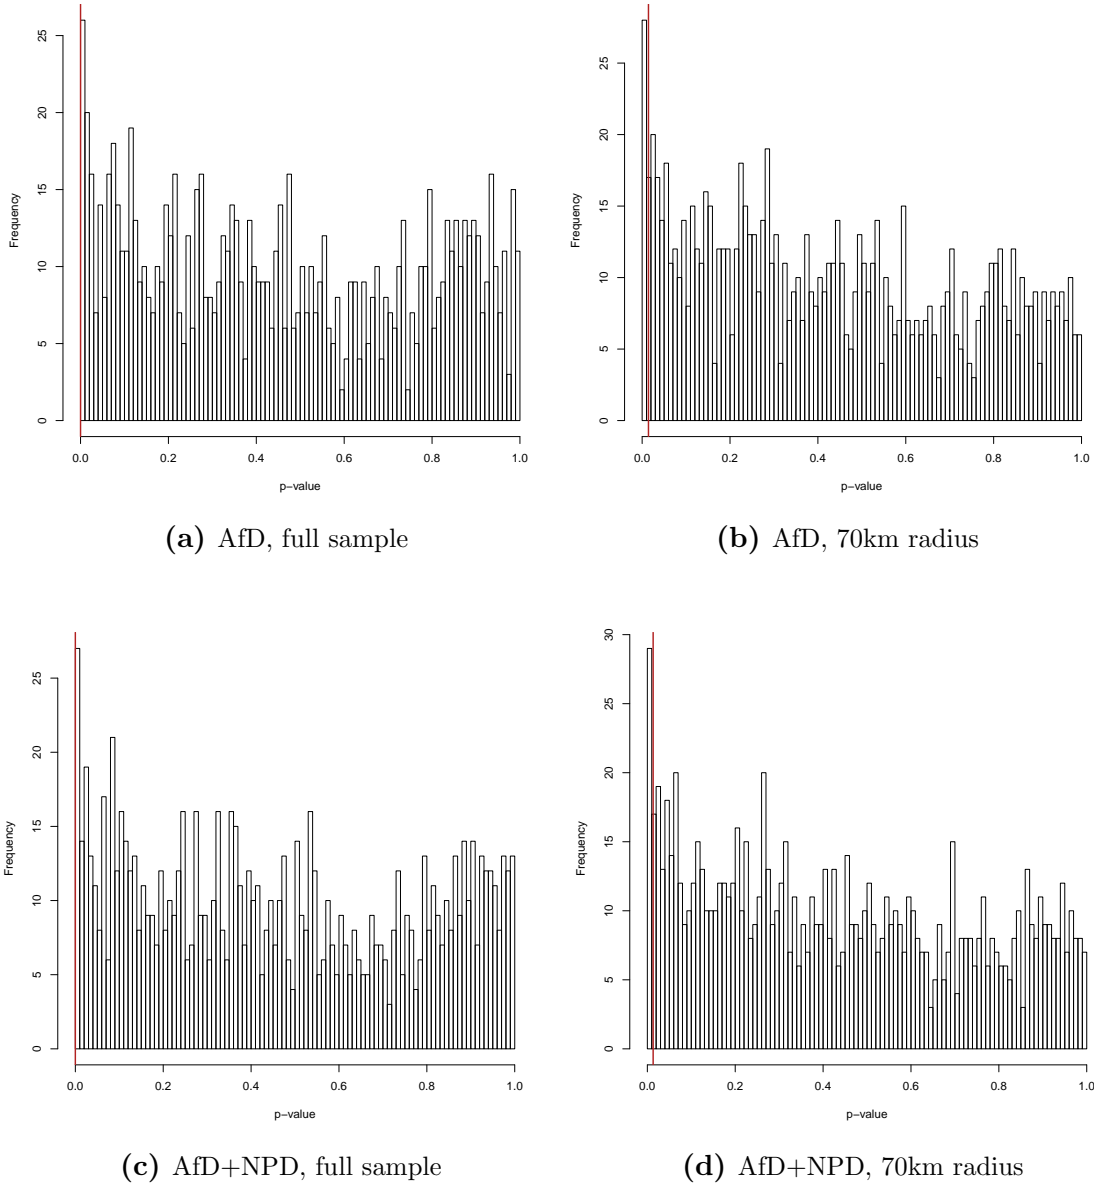 25
20
15
10
5
0
Frequency
0.0 0.2 0.4 0.6 0.8 1.0
p−value
(a) AfD, full sample
25
20
15
10
5
0
Frequency
0.0 0.2 0.4 0.6 0.8 1.0
p−value
(b) AfD, 70km radius
25
20
15
10
5
0
Frequency
0.0 0.2 0.4 0.6 0.8 1.0
p−value
(c) AfD+NPD, full sample
30
25
20
15
10
5
0
Frequency
0.0 0.2 0.4 0.6 0.8 1.0
p−value
(d) AfD+NPD, 70km radius